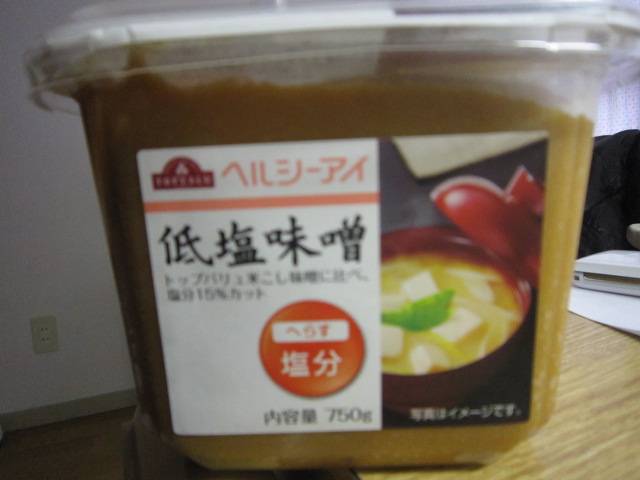 TOPVALU
ヘルシーアイ
低塩味噌
トップバリュ米こし味噌に比べ、
塩分15%カット
へらす
塩分
内容量 750g
写真はイメージです。